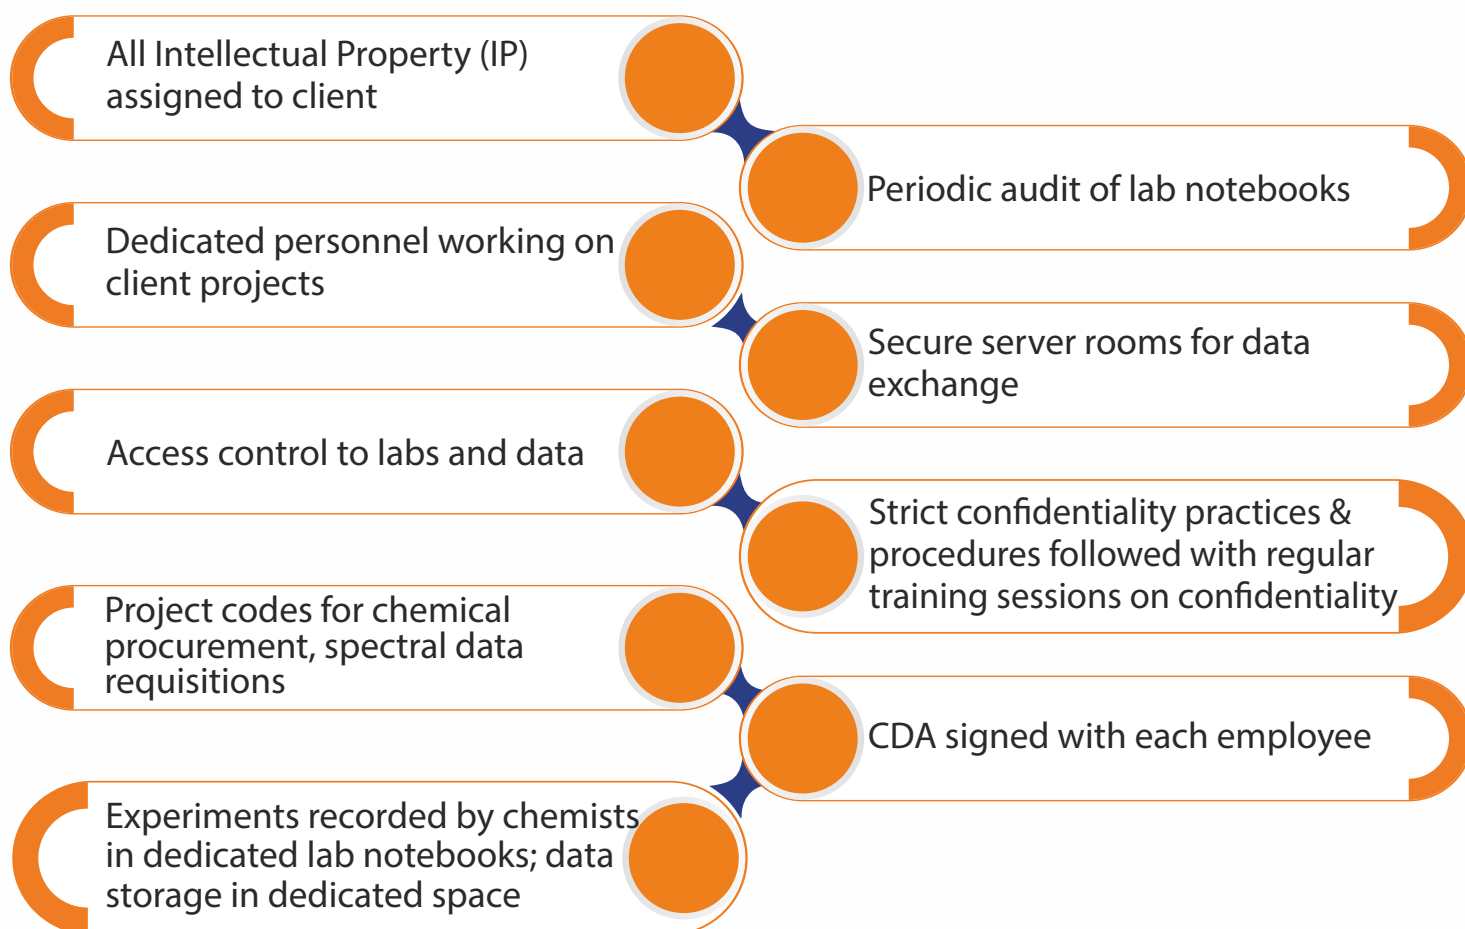 All Intellectual Property (IP)
assigned to client
Periodic audit of lab notebooks
Dedicated personnel working on
client projects
Secure server rooms for data
exchange
Access control to labs and data
Strict confidentiality practices &
procedures followed with regular
training sessions on confidentiality
Project codes for chemical
procurement, spectral data
requisitions
CDA signed with each employee
Experiments recorded by chemists
in dedicated lab notebooks; data
storage in dedicated space